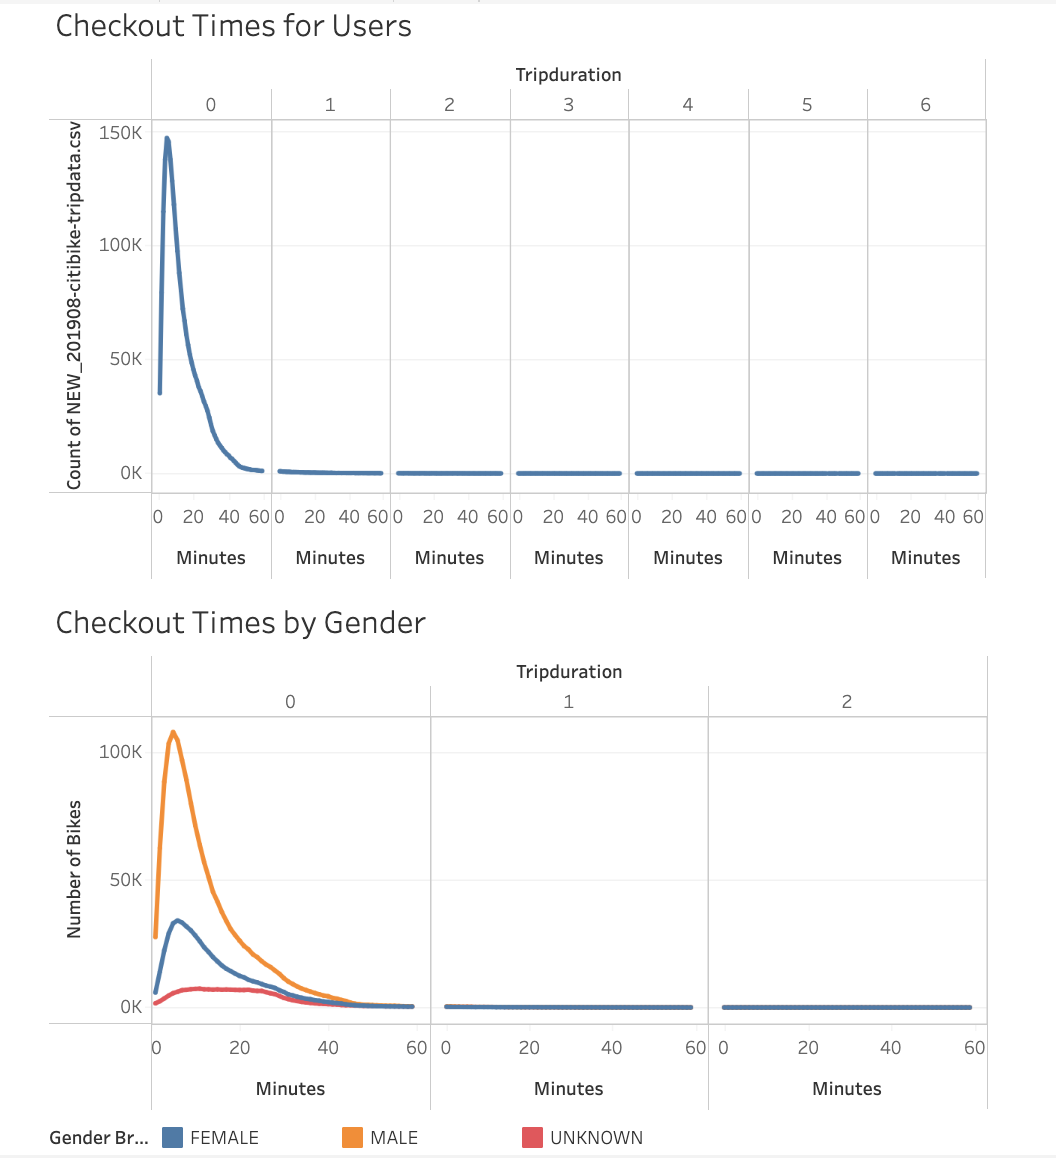 Checkout Times for Users
Tripduration
0 1 2 3 4 5 6
Count of NEW_201908-citibike-tripdata.csv
150K
100K
50K
0K
0 20 40 60 0 20 40 60 0 20 40 60 0 20 40 60 0 20 40 60 0 20 40 60 0 20 40 60
Minutes Minutes Minutes Minutes Minutes Minutes Minutes
Checkout Times by Gender
Tripduration
0 1 2
Number of Bikes
100K
50K
0K
0 20 40 60 0 20 40 60 0 20 40 60
Minutes Minutes Minutes
Gender Br... FEMALE MALE UNKNOWN